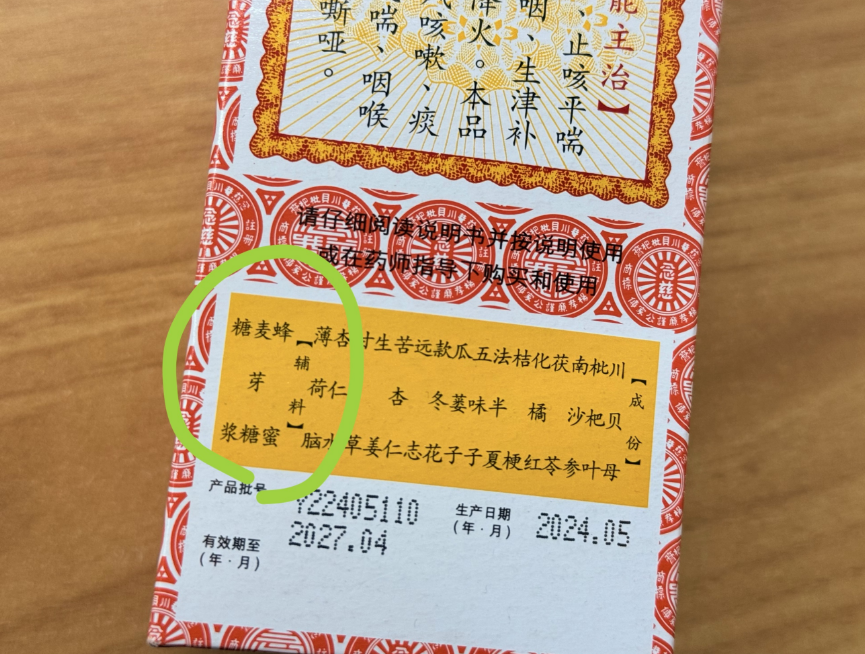 能主治】
、止咳平喘
咽、生津补
降火。本品
咳嗽、痰
喘、咽喉
嘶哑。
请仔细阅读说明书并按说明使用
或在药师指导下购买和使用
【成份】
川贝母
枇杷叶
南沙参
茯苓
化橘红
桔梗
法半夏
五味子
瓜蒌子
款冬花
远志
苦杏仁
生姜
甘草
杏仁水
薄荷脑
【辅料】
蜂蜜
麦芽糖
糖浆
产品批号 Y22405110
生产日期 2024.05
(年·月)
有效期至 2027.04
(年·月)